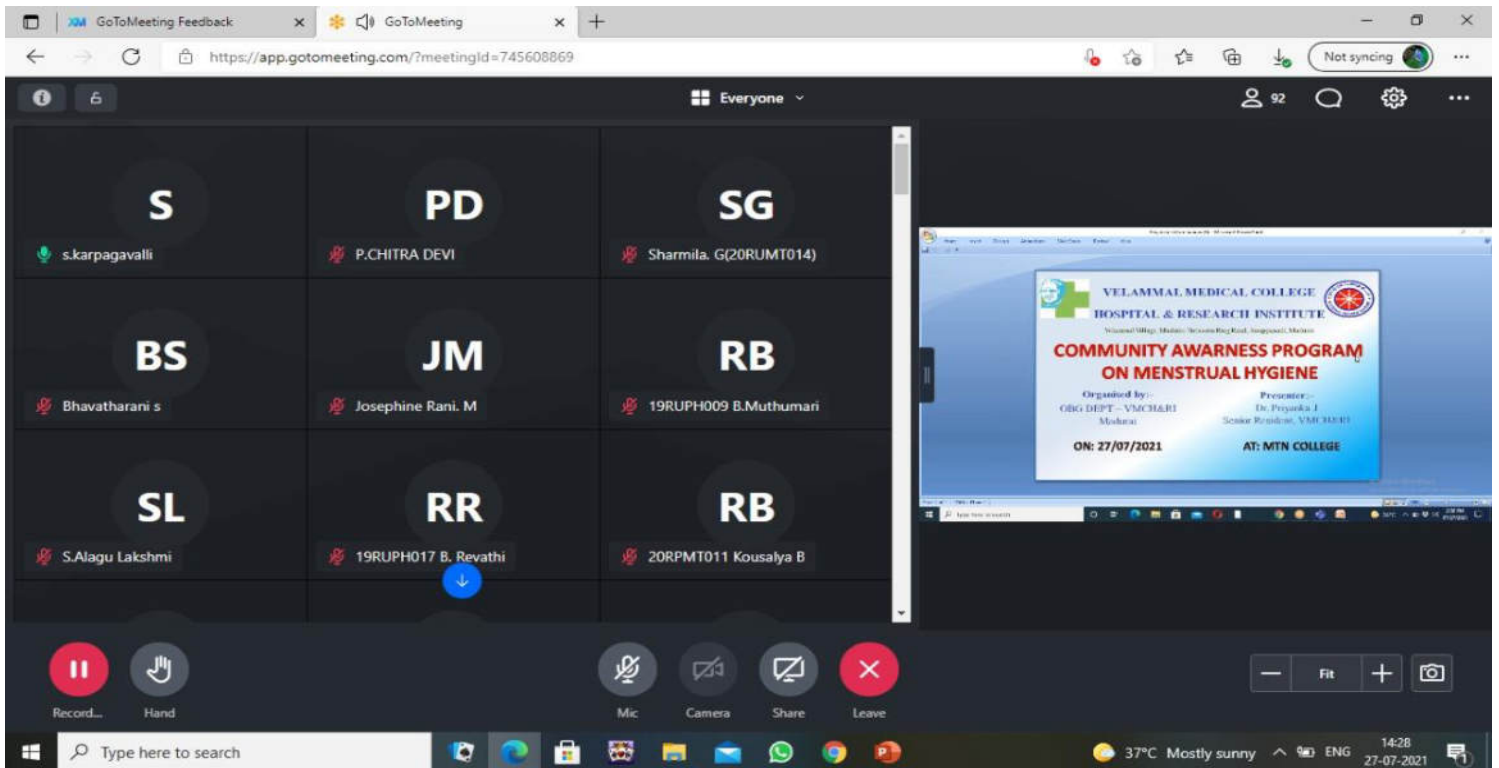 GoToMeeting Feedback
GoToMeeting
https://app.gotomeeting.com/?meetingId=745608869
Not syncing
Everyone
92
S
s.karpagavalli
PD
P.CHITRA DEVI
SG
Sharmila. G(20RUMT014)
BS
Bhavatharani s
JM
Josephine Rani. M
RB
19RUPH009 B.Muthumari
SL
S.Alagu Lakshmi
RR
19RUPH017 B. Revathi
RB
20RPMT011 Kousalya B
VELAMMAL MEDICAL COLLEGE
HOSPITAL & RESEARCH INSTITUTE
COMMUNITY AWARNESS PROGRAM
ON MENSTRUAL HYGIENE
Organised by:-
OBG DEPT - VMCH&RI
Madurai
Presenter:-
Dr. Priyanka J
Senior Resident, VMCH&RI
ON: 27/07/2021
AT: MTN COLLEGE
Type here to search
Record...
Hand
Mic
Camera
Share
Leave
Fit
Type here to search
37°C Mostly sunny
ENG
14:28
27-07-2021